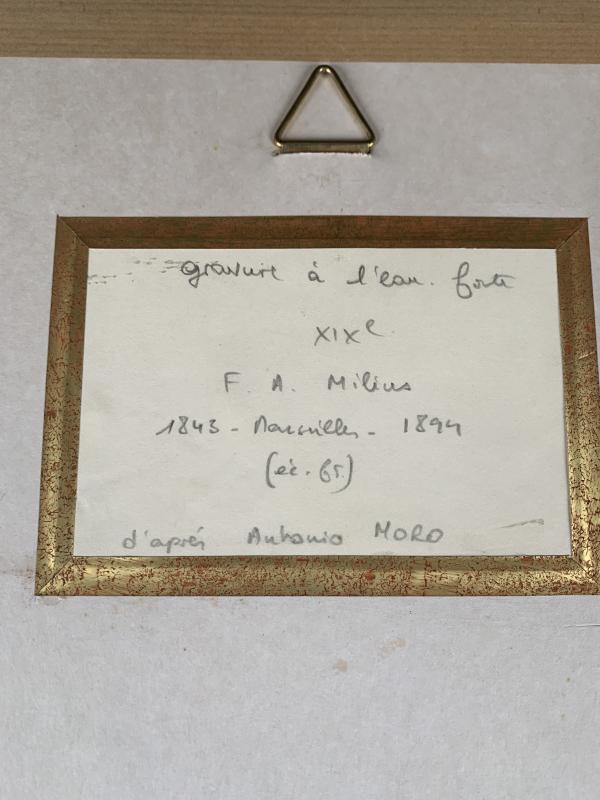 gravure à l'eau. forte
XIXe
F. A. Milius
1843 - Marseille - 1894
(éc. fr.)
d'après Antonio MORO